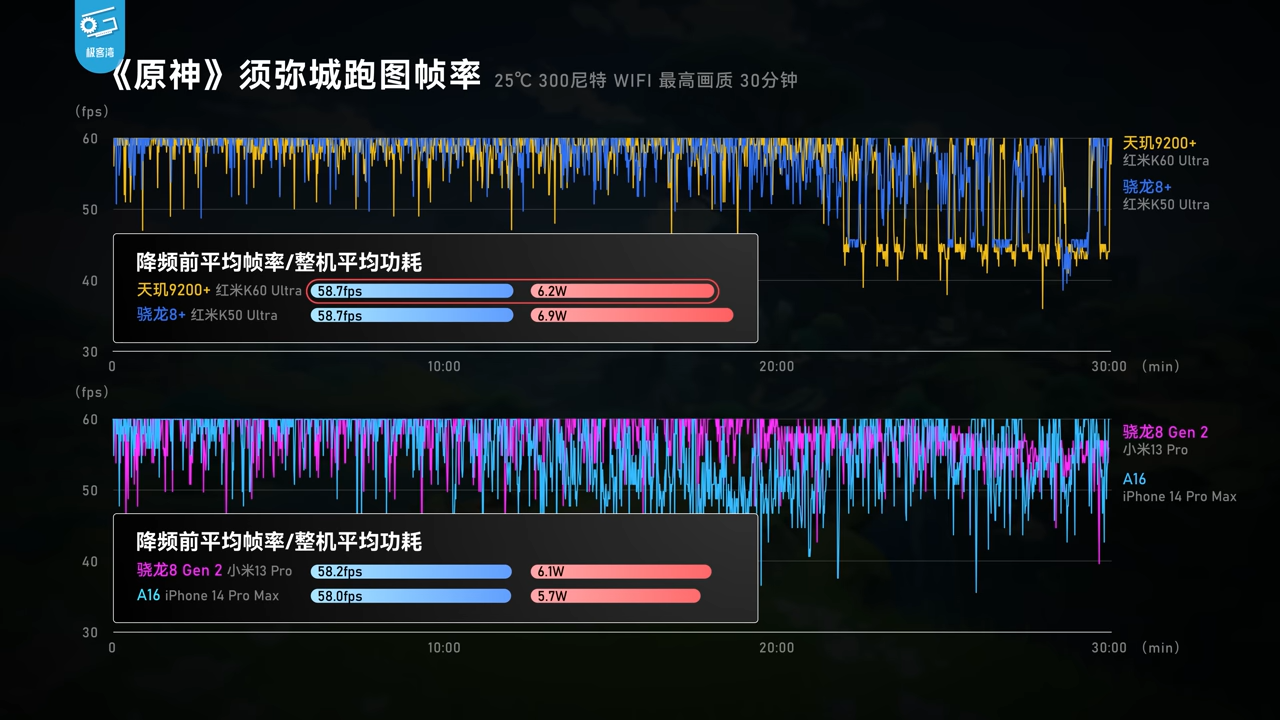 极客湾
《原神》须弥城跑图帧率 25℃ 300尼特 WIFI 最高画质 30分钟
(fps)
60
50
40
30
天玑9200+
红米K60 Ultra
骁龙8+
红米K50 Ultra
降频前平均帧率/整机平均功耗
天玑9200+ 红米K60 Ultra 58.7fps 6.2W
骁龙8+ 红米K50 Ultra 58.7fps 6.9W
0 10:00 20:00 30:00 (min)
(fps)
60
50
40
30
骁龙8 Gen 2
小米13 Pro
A16
iPhone 14 Pro Max
降频前平均帧率/整机平均功耗
骁龙8 Gen 2 小米13 Pro 58.2fps 6.1W
A16 iPhone 14 Pro Max 58.0fps 5.7W
0 10:00 20:00 30:00 (min)